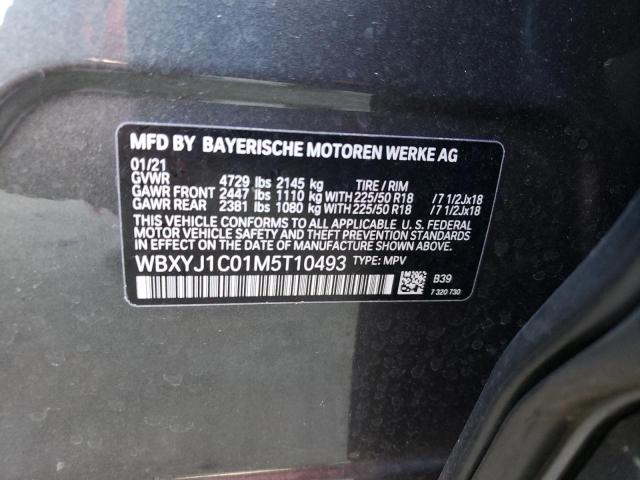 MFD BY BAYERISCHE MOTOREN WERKE AG
01/21
GVWR 4729 lbs 2145 kg TIRE / RIM
GAWR FRONT 2447 lbs 1110 kg WITH 225/50 R18 /7 1/2Jx18
GAWR REAR 2381 lbs 1080 kg WITH 225/50 R18 /7 1/2Jx18
THIS VEHICLE CONFORMS TO ALL APPLICABLE U. S. FEDERAL
MOTOR VEHICLE SAFETY AND THEFT PREVENTION STANDARDS
IN EFFECT ON THE DATE OF MANUFACTURE SHOWN ABOVE.
WBXYJ1C01M5T10493 TYPE: MPV
B39
7 320 730